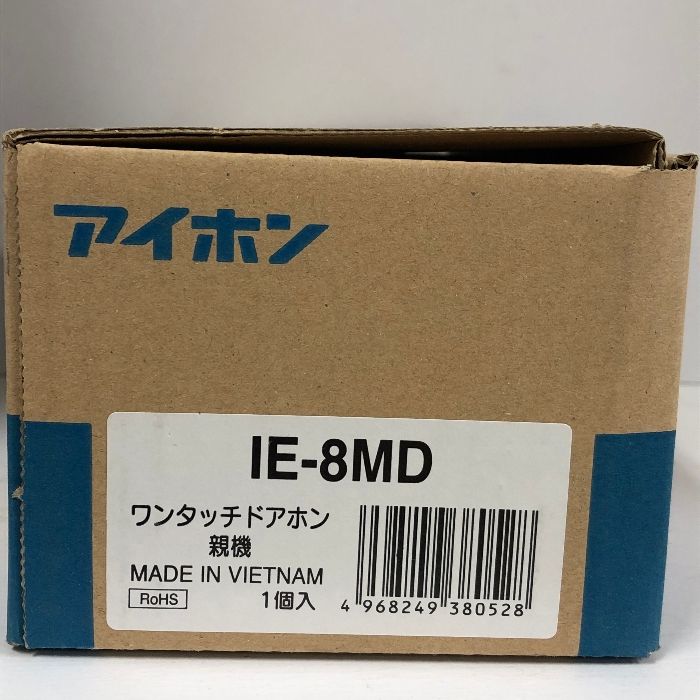 アイホン
IE-8MD
ワンタッチドアホン
親機
MADE IN VIETNAM
RoHS 1個入
4 968249 380528